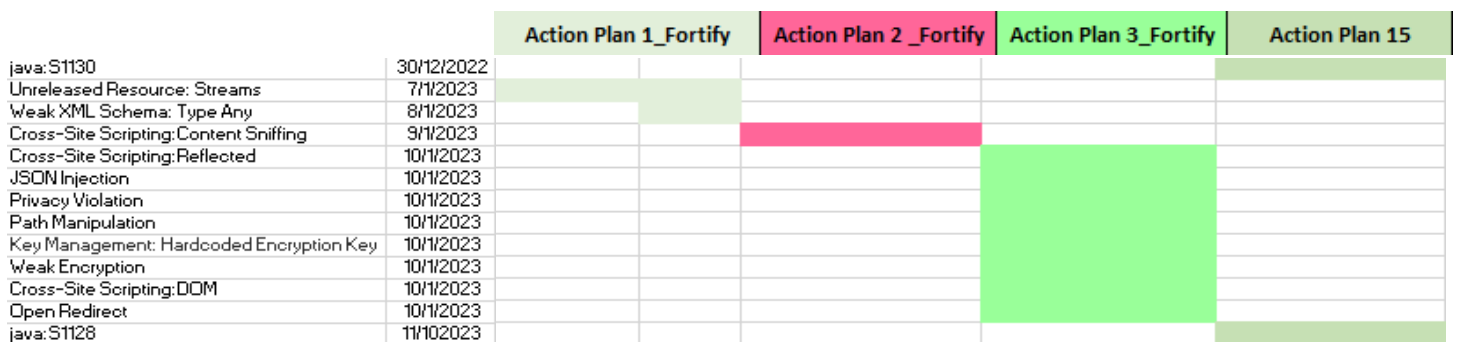 Action Plan 1_Fortify Action Plan 2 _Fortify Action Plan 3_Fortify Action Plan 15
java:S1130 30/12/2022
Unreleased Resource: Streams 7/1/2023
Weak XML Schema: Type Any 8/1/2023
Cross-Site Scripting:Content Sniffing 9/1/2023
Cross-Site Scripting:Reflected 10/1/2023
JSON Injection 10/1/2023
Privacy Violation 10/1/2023
Path Manipulation 10/1/2023
Key Management: Hardcoded Encryption Key 10/1/2023
Weak Encryption 10/1/2023
Cross-Site Scripting:DOM 10/1/2023
Open Redirect 10/1/2023
java:S1128 11/102023